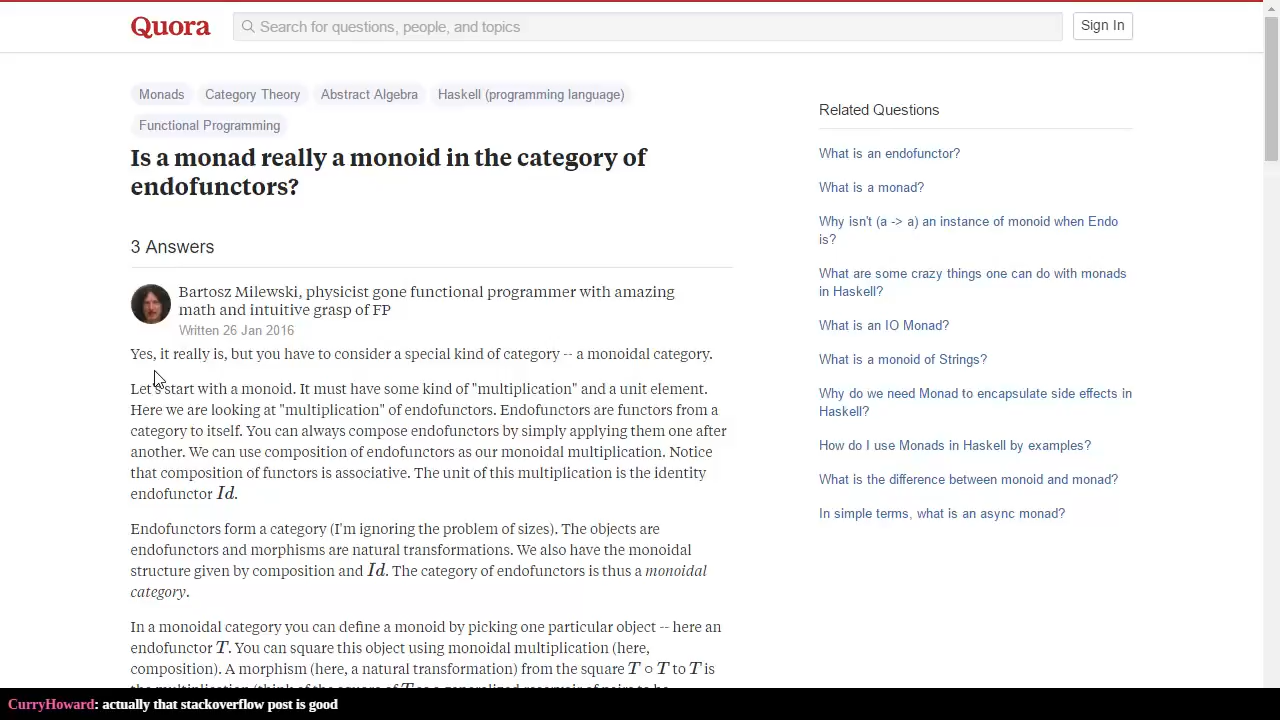 Quora
Search for questions, people, and topics
Sign In
Monads
Category Theory
Abstract Algebra
Haskell (programming language)
Functional Programming
Is a monad really a monoid in the category of
endofunctors?
3 Answers
Bartosz Milewski, physicist gone functional programmer with amazing
math and intuitive grasp of FP
Written 26 Jan 2016
Yes, it really is, but you have to consider a special kind of category -- a monoidal category.
Let's start with a monoid. It must have some kind of "multiplication" and a unit element.
Here we are looking at "multiplication" of endofunctors. Endofunctors are functors from a
category to itself. You can always compose endofunctors by simply applying them one after
another. We can use composition of endofunctors as our monoidal multiplication. Notice
that composition of functors is associative. The unit of this multiplication is the identity
endofunctor Id.
Endofunctors form a category (I'm ignoring the problem of sizes). The objects are
endofunctors and morphisms are natural transformations. We also have the monoidal
structure given by composition and Id. The category of endofunctors is thus a monoidal
category.
In a monoidal category you can define a monoid by picking one particular object -- here an
endofunctor T. You can square this object using monoidal multiplication (here,
composition). A morphism (here, a natural transformation) from the square T ∘ T to T is
Related Questions
What is an endofunctor?
What is a monad?
Why isn't (a -> a) an instance of monoid when Endo
is?
What are some crazy things one can do with monads
in Haskell?
What is an IO Monad?
What is a monoid of Strings?
Why do we need Monad to encapsulate side effects in
Haskell?
How do I use Monads in Haskell by examples?
What is the difference between monoid and monad?
In simple terms, what is an async monad?
CurryHoward: actually that stackoverflow post is good